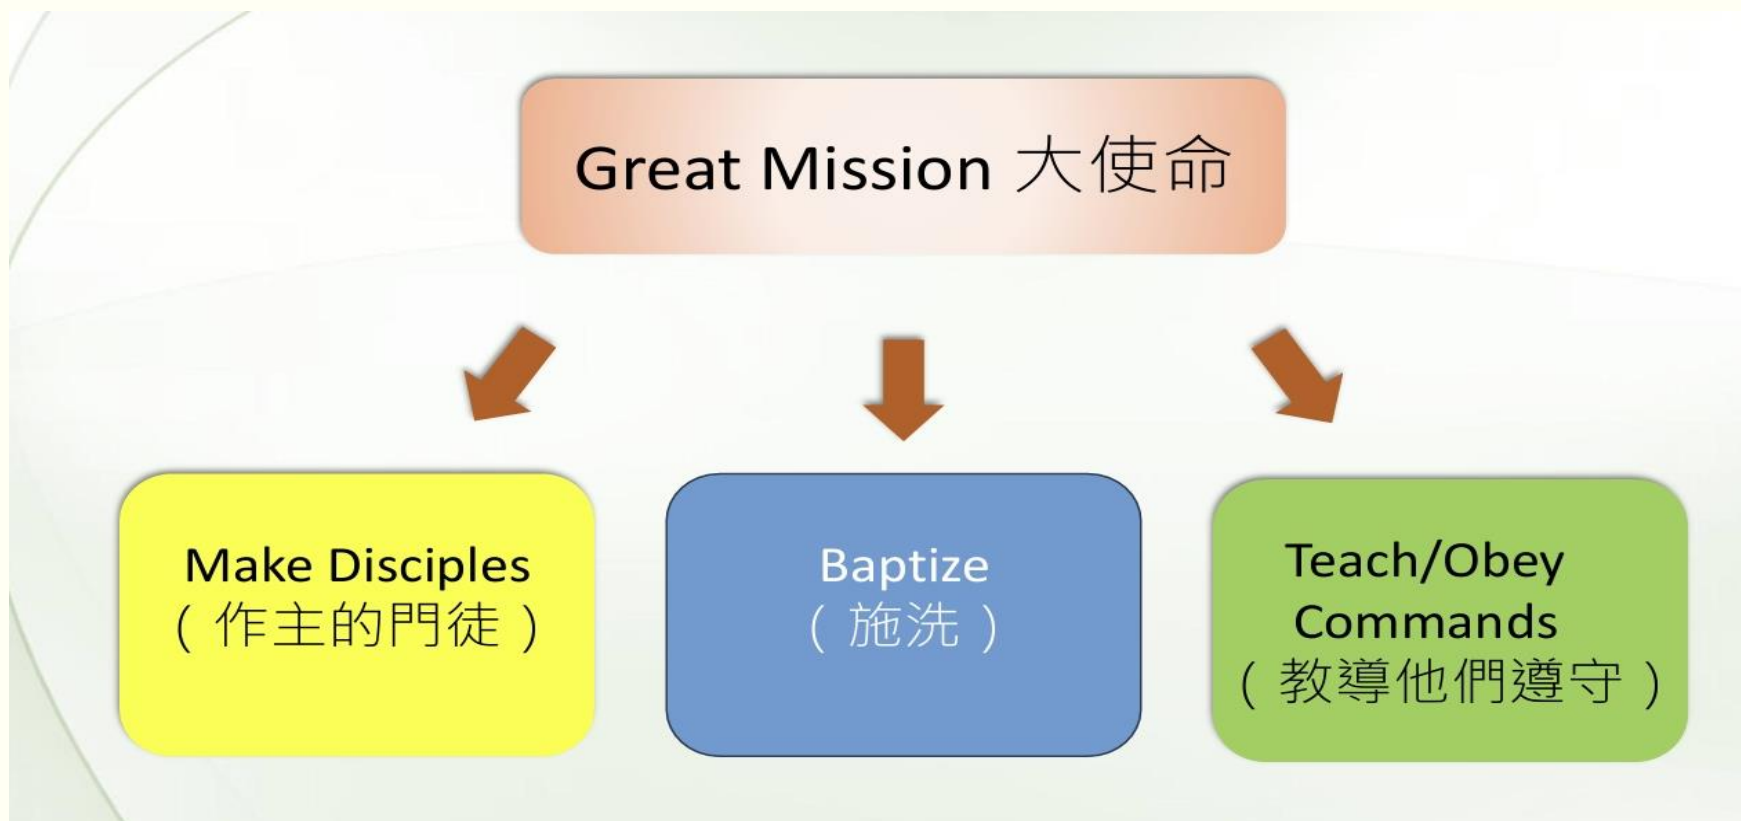 Great Mission 大使命
Make Disciples
（作主的門徒）
Baptize
（施洗）
Teach/Obey
Commands
（教導他們遵守）